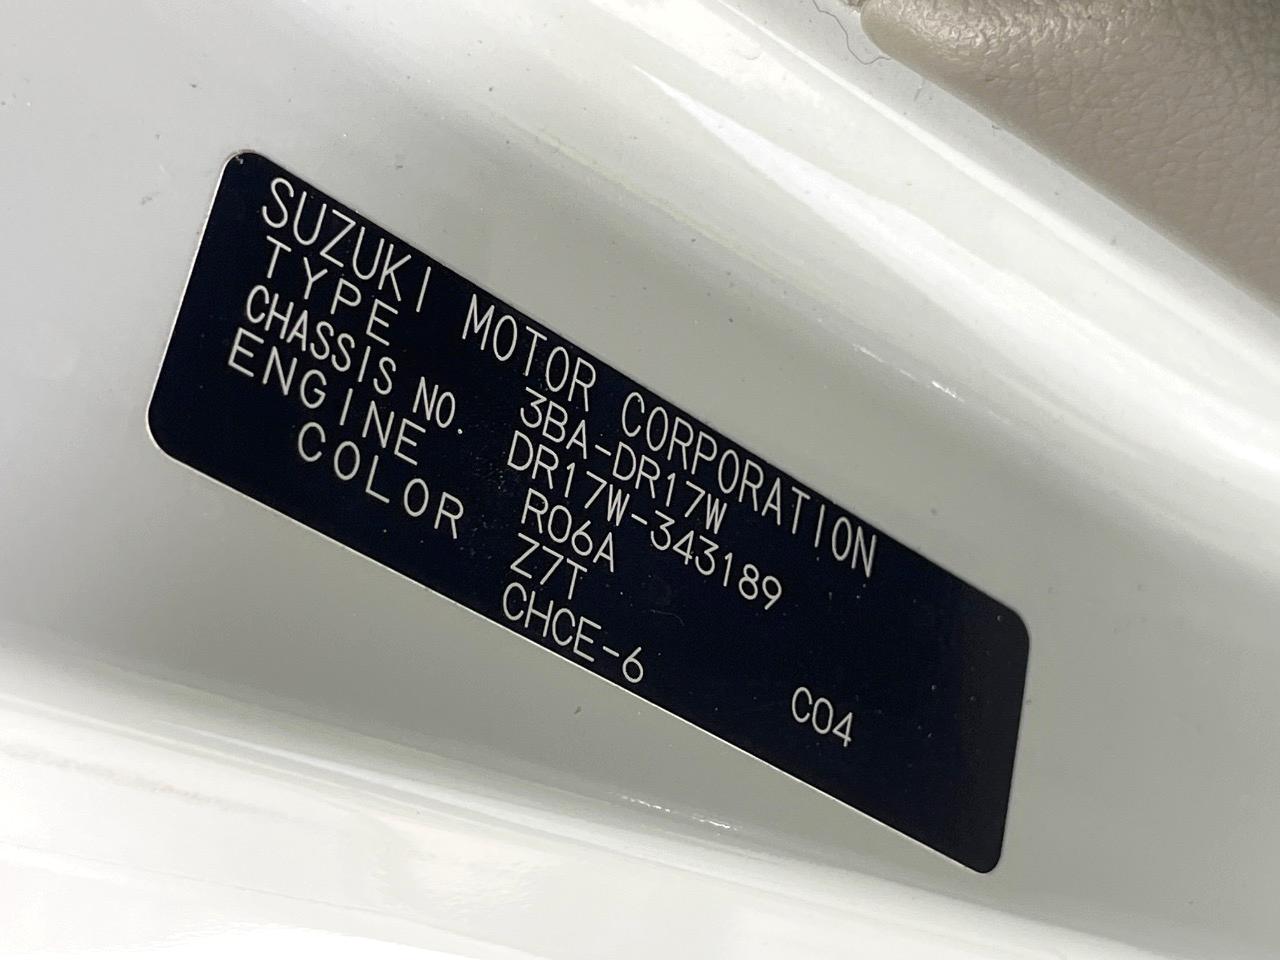 SUZUKI MOTOR CORPORATION
TYPE 3BA-DR17W
CHASSIS NO. DR17W-343189
ENGINE R06A
COLOR Z7T
CHCE-6 C04